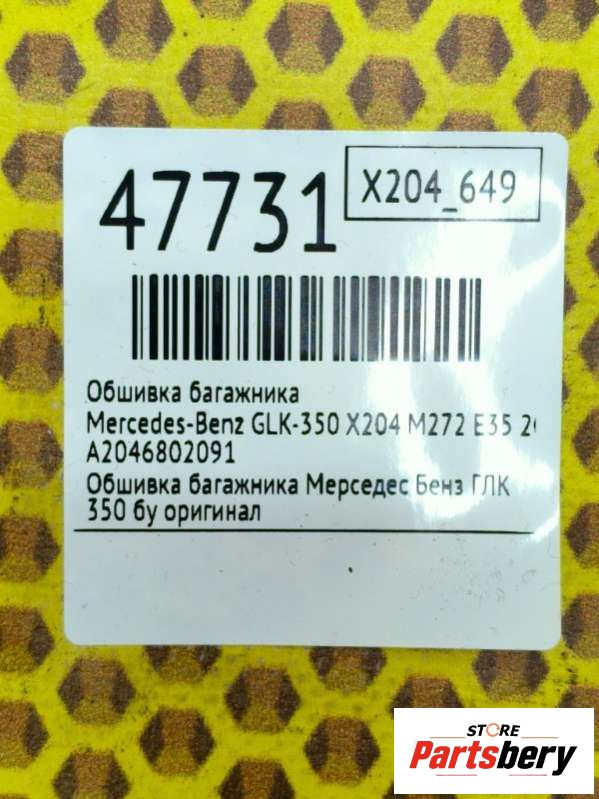 47731
X204_649
Обшивка багажника
Mercedes-Benz GLK-350 X204 M272 E35
A2046802091
Обшивка багажника Мерседес Бенз ГЛК
350 бу оригинал
STORE
Partsbery